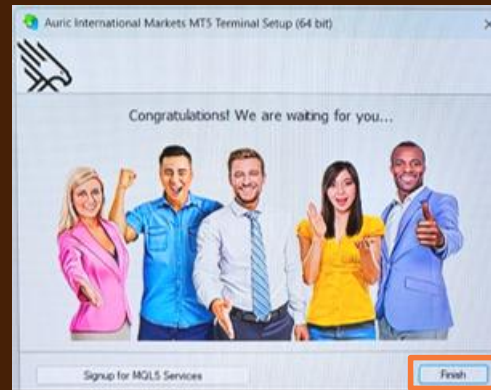 Auric International Markets MT5 Terminal Setup (64 bit)
Congratulations! We are waiting for you...
Signup for MQL5 Services
Finish